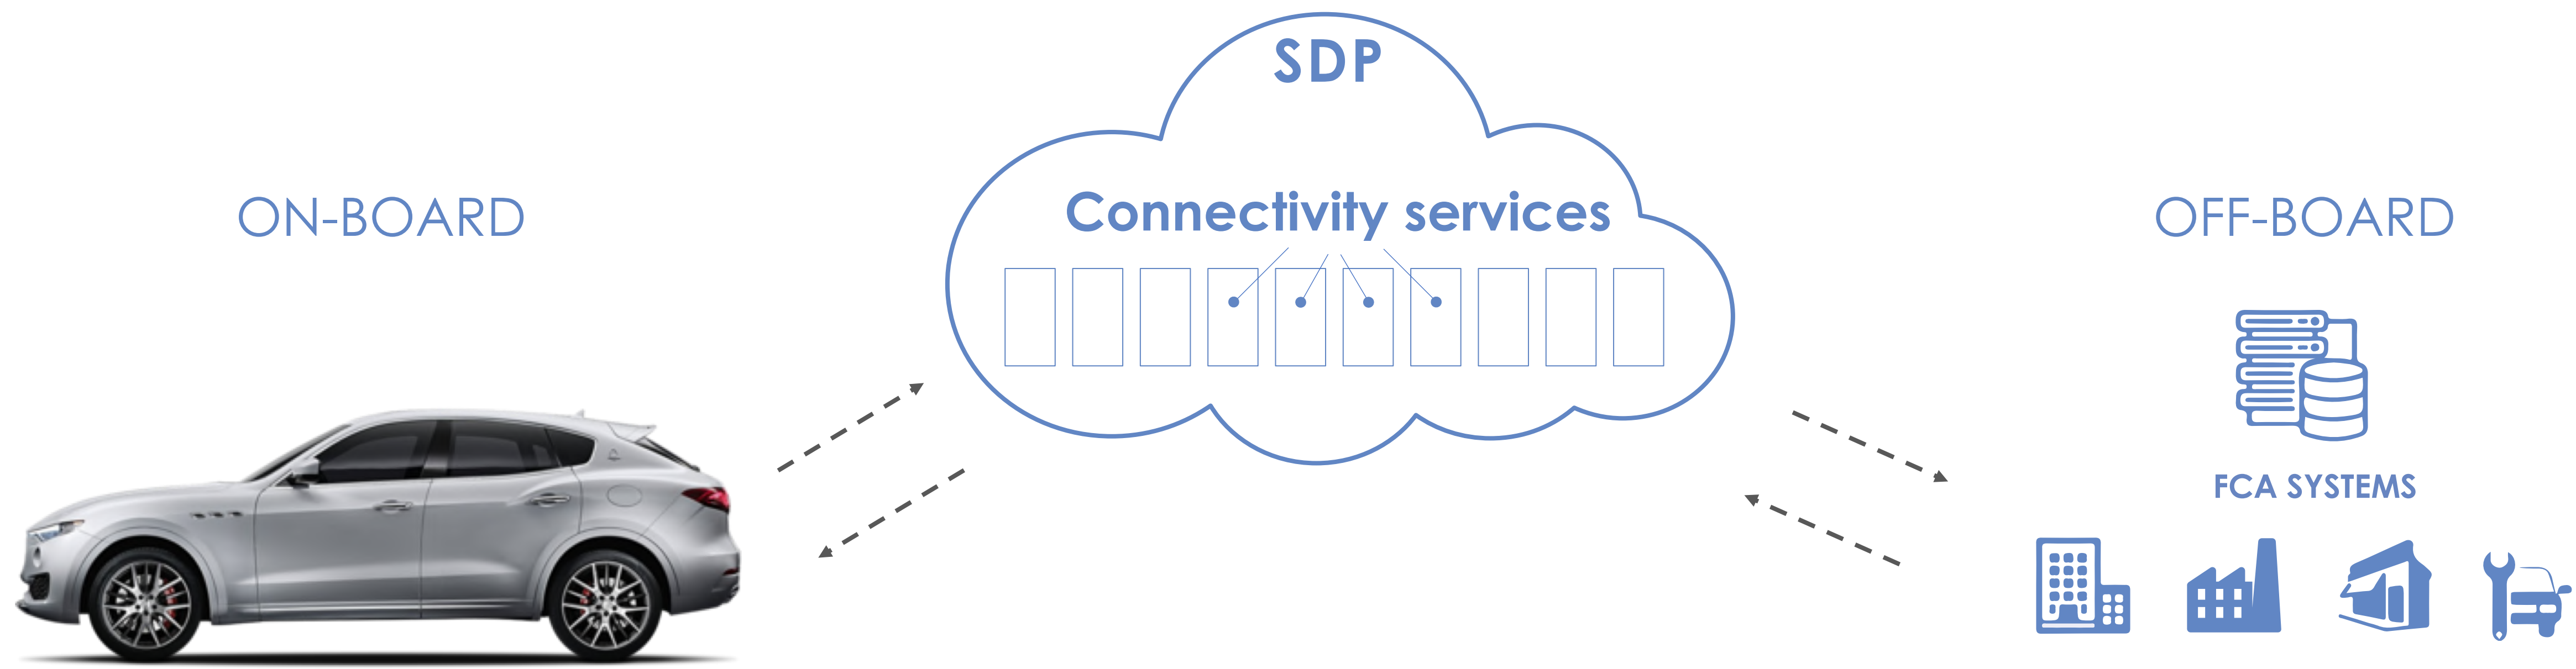 SDP
Connectivity services
ON-BOARD
OFF-BOARD
FCA SYSTEMS